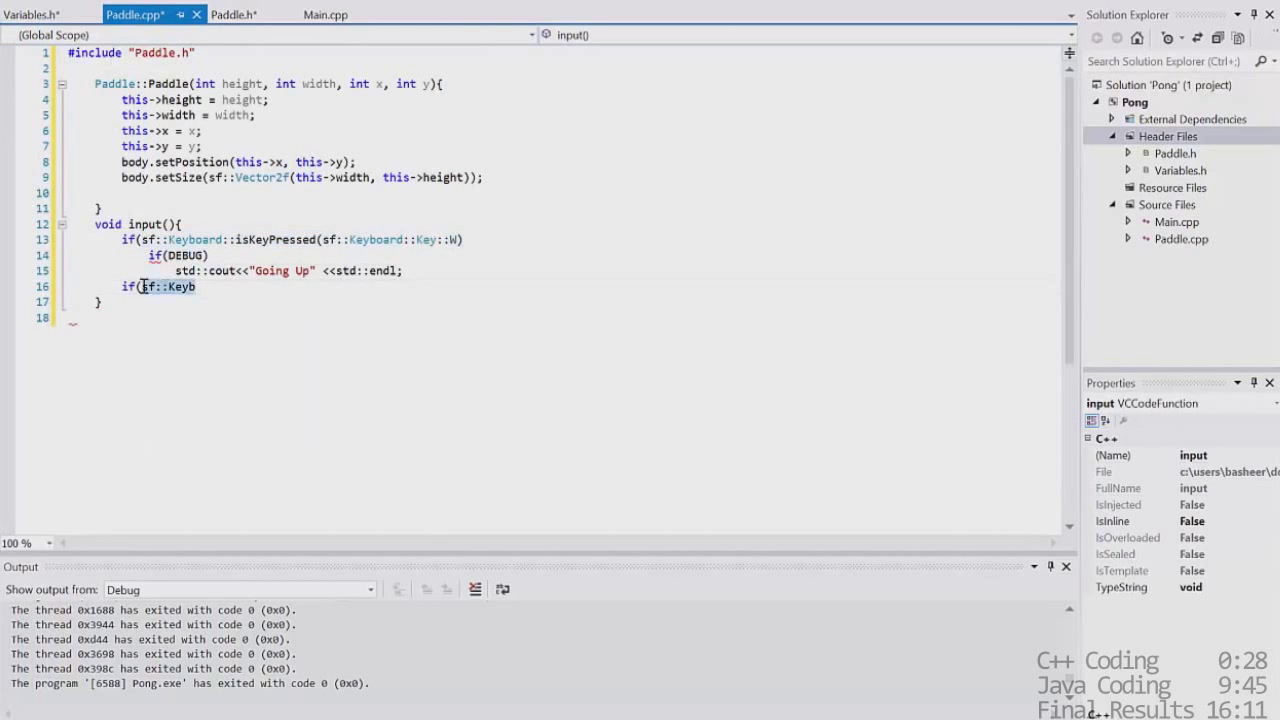 Variables.h* Paddle.cpp* Paddle.h* Main.cpp
(Global Scope) input()
1 #include "Paddle.h"
2
3 Paddle::Paddle(int height, int width, int x, int y){
4 this->height = height;
5 this->width = width;
6 this->x = x;
7 this->y = y;
8 body.setPosition(this->x, this->y);
9 body.setSize(sf::Vector2f(this->width, this->height));
10
11 }
12 void input(){
13 if(sf::Keyboard::isKeyPressed(sf::Keyboard::Key::W)
14 if(DEBUG)
15 std::cout<<"Going Up" <<std::endl;
16 if(sf::Keyb
17 }
18
100 %
Output
Show output from: Debug
The thread 0x1688 has exited with code 0 (0x0).
The thread 0x3944 has exited with code 0 (0x0).
The thread 0xd44 has exited with code 0 (0x0).
The thread 0x3698 has exited with code 0 (0x0).
The thread 0x398c has exited with code 0 (0x0).
The program '[6588] Pong.exe' has exited with code 0 (0x0).
Solution Explorer
Search Solution Explorer (Ctrl+;)
Solution 'Pong' (1 project)
Pong
External Dependencies
Header Files
Paddle.h
Variables.h
Resource Files
Source Files
Main.cpp
Paddle.cpp
Properties
input VCCodeFunction
C++
(Name) input
File c:\users\basheer\do
FullName input
IsInjected False
IsInline False
IsOverloaded False
IsSealed False
IsTemplate False
TypeString void
C++ Coding 0:28
Java Coding 9:45
Final Results 16:11
C++